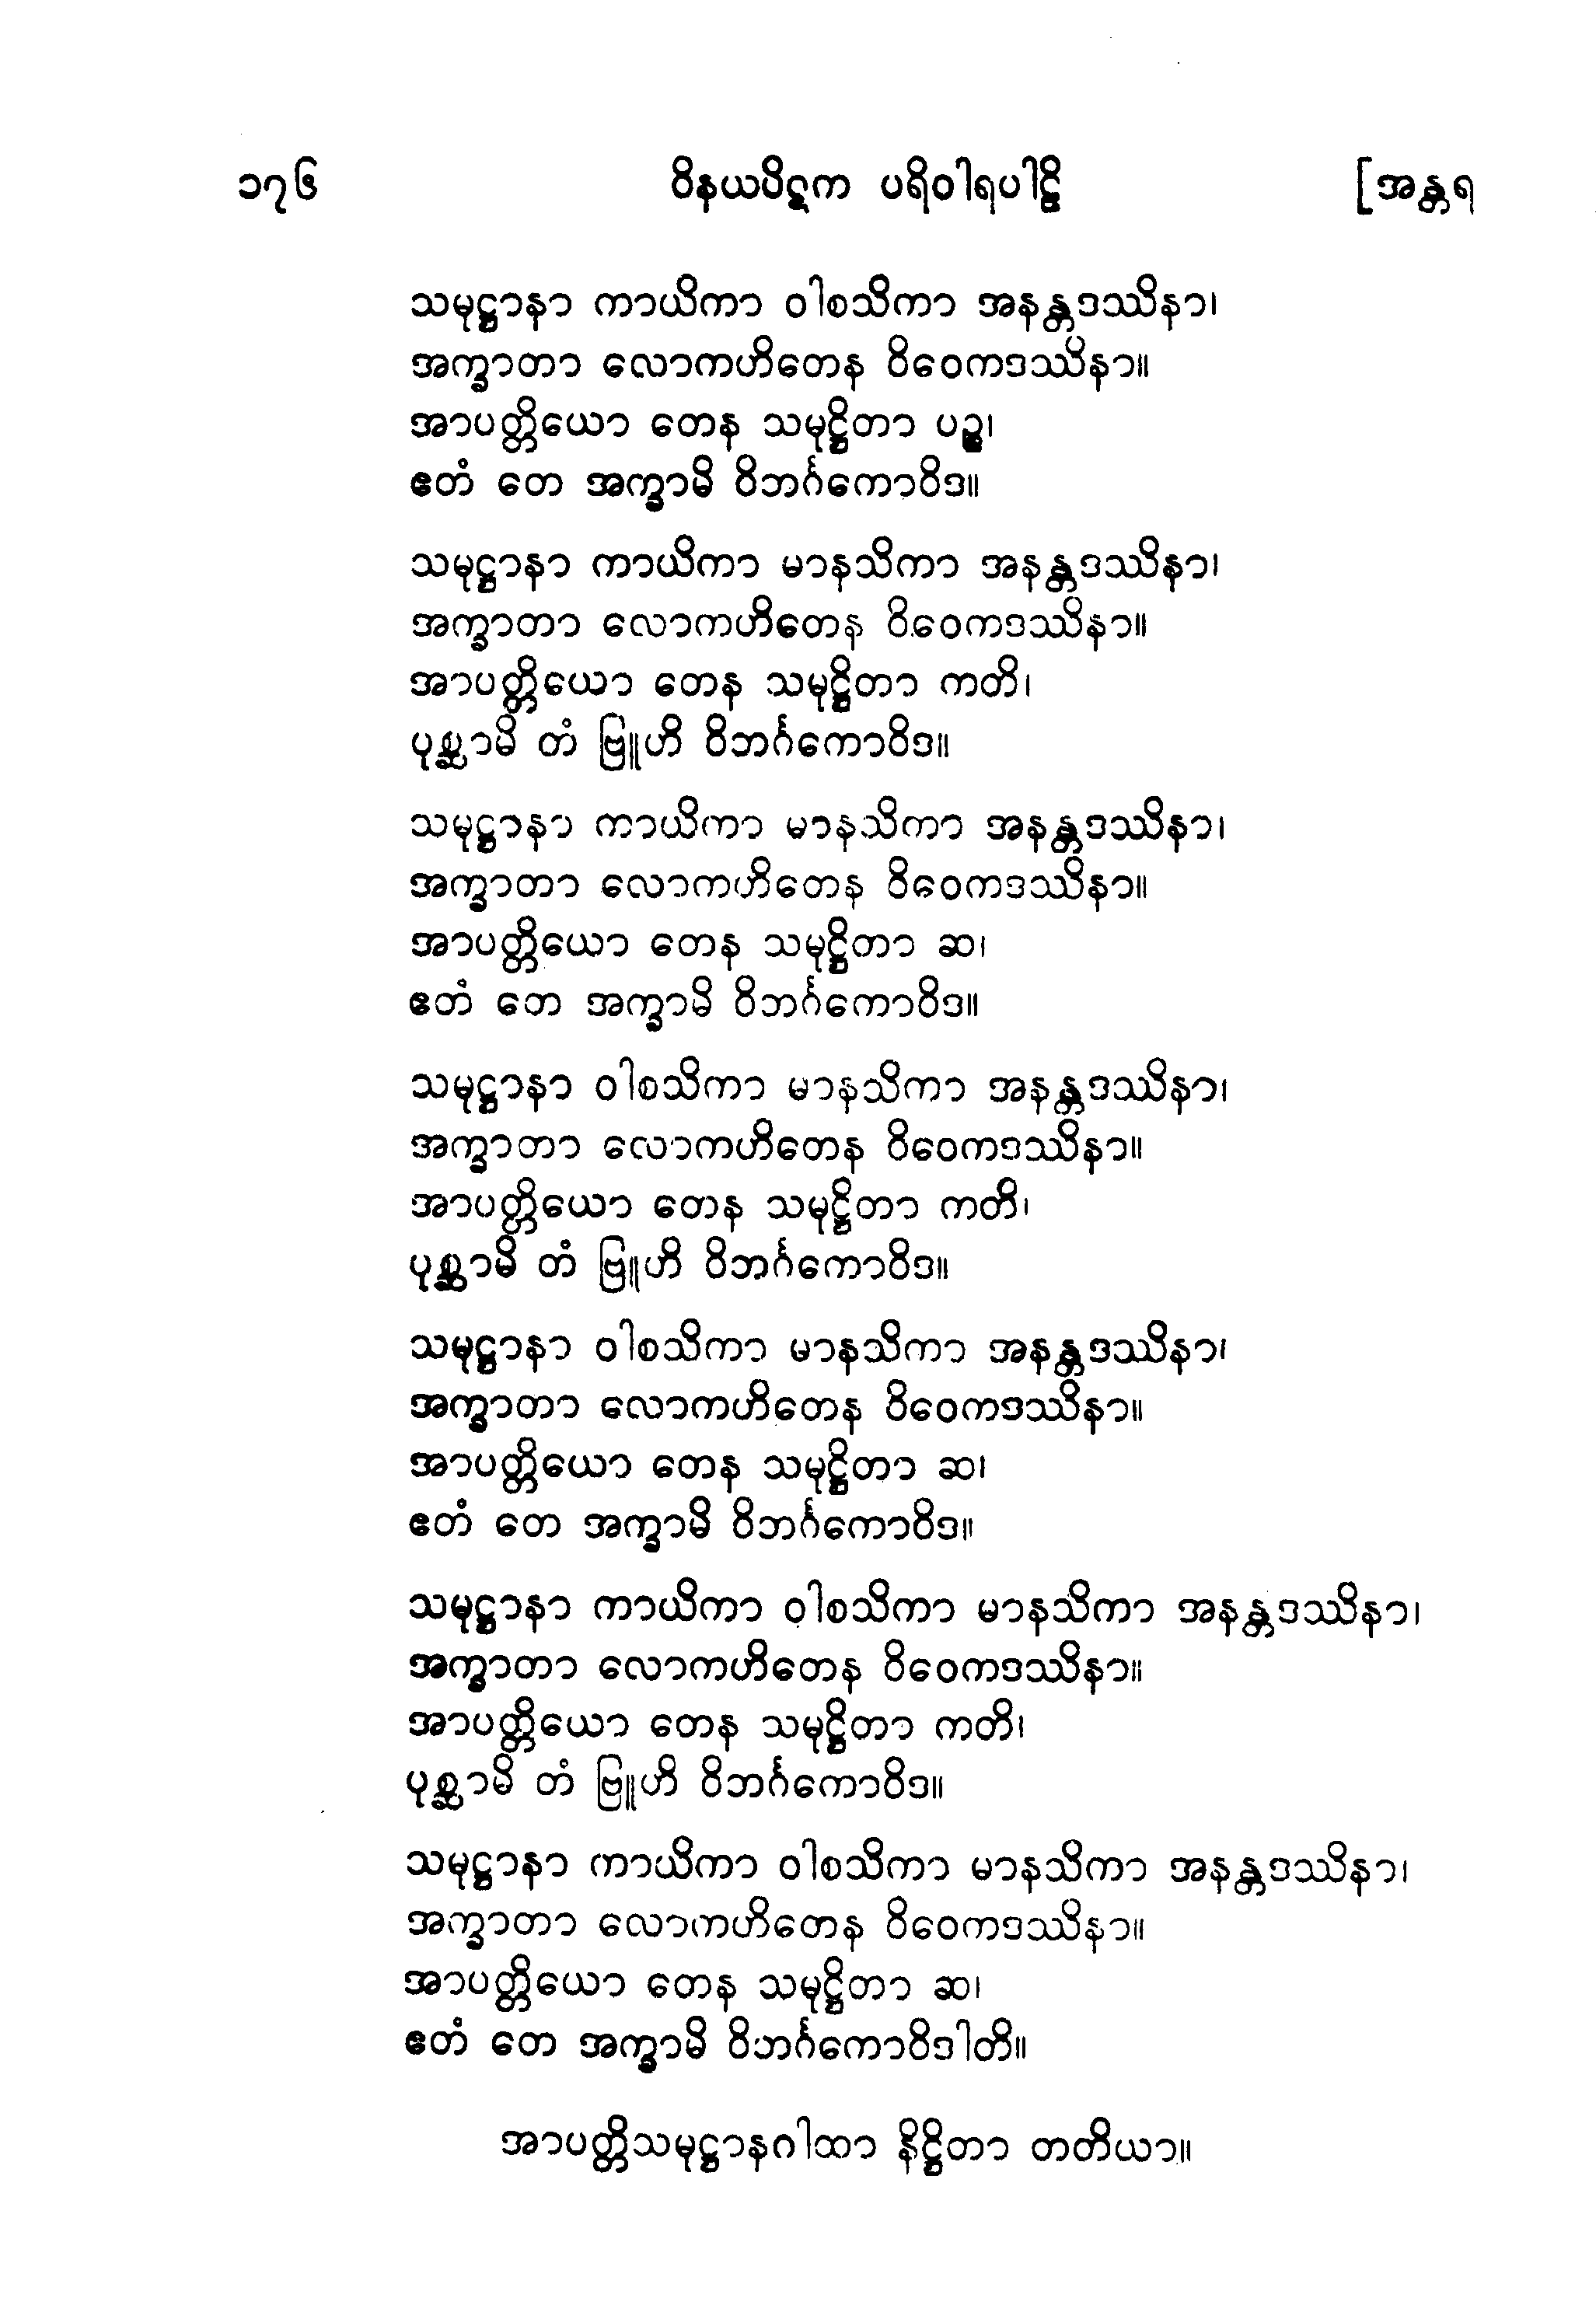 ၁၇၆ ဝိနယပိဋက ပရိဝါရပါဠိ [အန္တရ
သမုဋ္ဌာနာ ကာယိကာ ဝါစသိကာ အနန္တဒဿိနာ၊
အက္ခာတာ လောကဟိတေန ဝိဝေကဒဿိနာ။
အာပတ္တိယော တေန သမုဋ္ဌိတာ ပဉ္စ၊
ဧတံ တေ အက္ခာမိ ဝိဘင်္ဂကောဝိဒ။
သမုဋ္ဌာနာ ကာယိကာ မာနသိကာ အနန္တဒဿိနာ၊
အက္ခာတာ လောကဟိတေန ဝိဝေကဒဿိနာ။
အာပတ္တိယော တေန သမုဋ္ဌိတာ ကတိ၊
ပုစ္ဆာမိ တံ ဗြူဟိ ဝိဘင်္ဂကောဝိဒ။
သမုဋ္ဌာနာ ကာယိကာ မာနသိကာ အနန္တဒဿိနာ၊
အက္ခာတာ လောကဟိတေန ဝိဝေကဒဿိနာ။
အာပတ္တိယော တေန သမုဋ္ဌိတာ ဆ၊
ဧတံ တေ အက္ခာမိ ဝိဘင်္ဂကောဝိဒ။
သမုဋ္ဌာနာ ဝါစသိကာ မာနသိကာ အနန္တဒဿိနာ၊
အက္ခာတာ လောကဟိတေန ဝိဝေကဒဿိနာ။
အာပတ္တိယော တေန သမုဋ္ဌိတာ ကတိ၊
ပုစ္ဆာမိ တံ ဗြူဟိ ဝိဘင်္ဂကောဝိဒ။
သမုဋ္ဌာနာ ဝါစသိကာ မာနသိကာ အနန္တဒဿိနာ၊
အက္ခာတာ လောကဟိတေန ဝိဝေကဒဿိနာ။
အာပတ္တိယော တေန သမုဋ္ဌိတာ ဆ၊
ဧတံ တေ အက္ခာမိ ဝိဘင်္ဂကောဝိဒ။
သမုဋ္ဌာနာ ကာယိကာ ဝါစသိကာ မာနသိကာ အနန္တဒဿိနာ၊
အက္ခာတာ လောကဟိတေန ဝိဝေကဒဿိနာ။
အာပတ္တိယော တေန သမုဋ္ဌိတာ ကတိ၊
ပုစ္ဆာမိ တံ ဗြူဟိ ဝိဘင်္ဂကောဝိဒ။
သမုဋ္ဌာနာ ကာယိကာ ဝါစသိကာ မာနသိကာ အနန္တဒဿိနာ၊
အက္ခာတာ လောကဟိတေန ဝိဝေကဒဿိနာ။
အာပတ္တိယော တေန သမုဋ္ဌိတာ ဆ၊
ဧတံ တေ အက္ခာမိ ဝိဘင်္ဂကောဝိဒါတိ။
အာပတ္တိသမုဋ္ဌာနဂါထာ နိဋ္ဌိတာ တတိယာ။